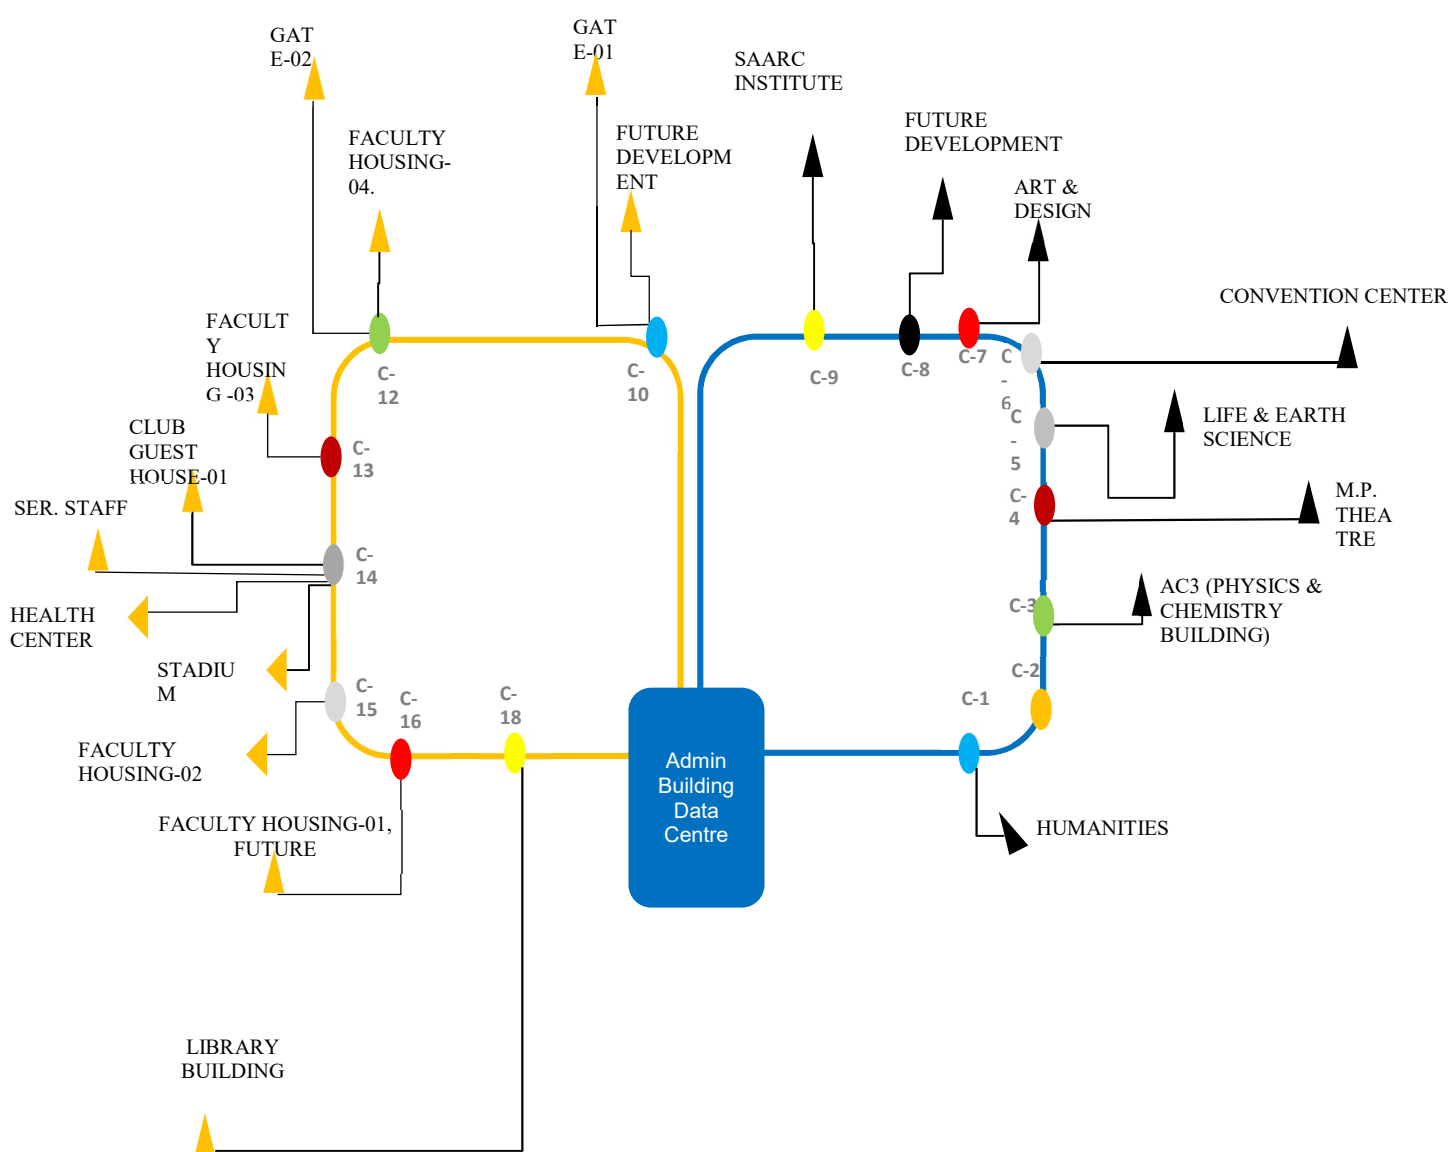 GAT
E-02
GAT
E-01
SAARC
INSTITUTE
FUTURE
DEVELOPMENT
FACULTY
HOUSING-
04.
FUTURE
DEVELOPM
ENT
ART &
DESIGN
CONVENTION CENTER
FACULT
Y
HOUSIN
G -03
C-
12
C-
10
C-9
C-8
C-7
C
-
6
CLUB
GUEST
HOUSE-01
C-
13
C
-
5
LIFE & EARTH
SCIENCE
SER. STAFF
C-
4
M.P.
THEA
TRE
C-
14
HEALTH
CENTER
C-3
AC3 (PHYSICS &
CHEMISTRY
BUILDING)
STADIU
M
C-
15
C-
16
C-
18
C-1
C-2
FACULTY
HOUSING-02
Admin
Building
Data
Centre
FACULTY HOUSING-01,
FUTURE
HUMANITIES
LIBRARY
BUILDING